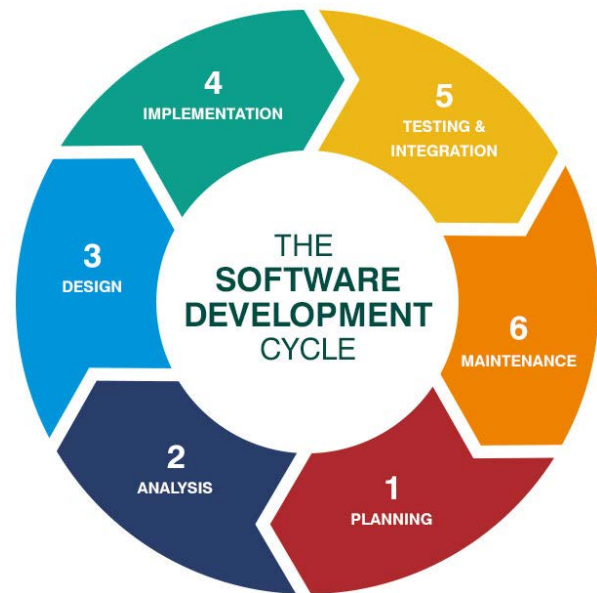 THE
SOFTWARE
DEVELOPMENT
CYCLE
1
PLANNING
2
ANALYSIS
3
DESIGN
4
IMPLEMENTATION
5
TESTING &
INTEGRATION
6
MAINTENANCE